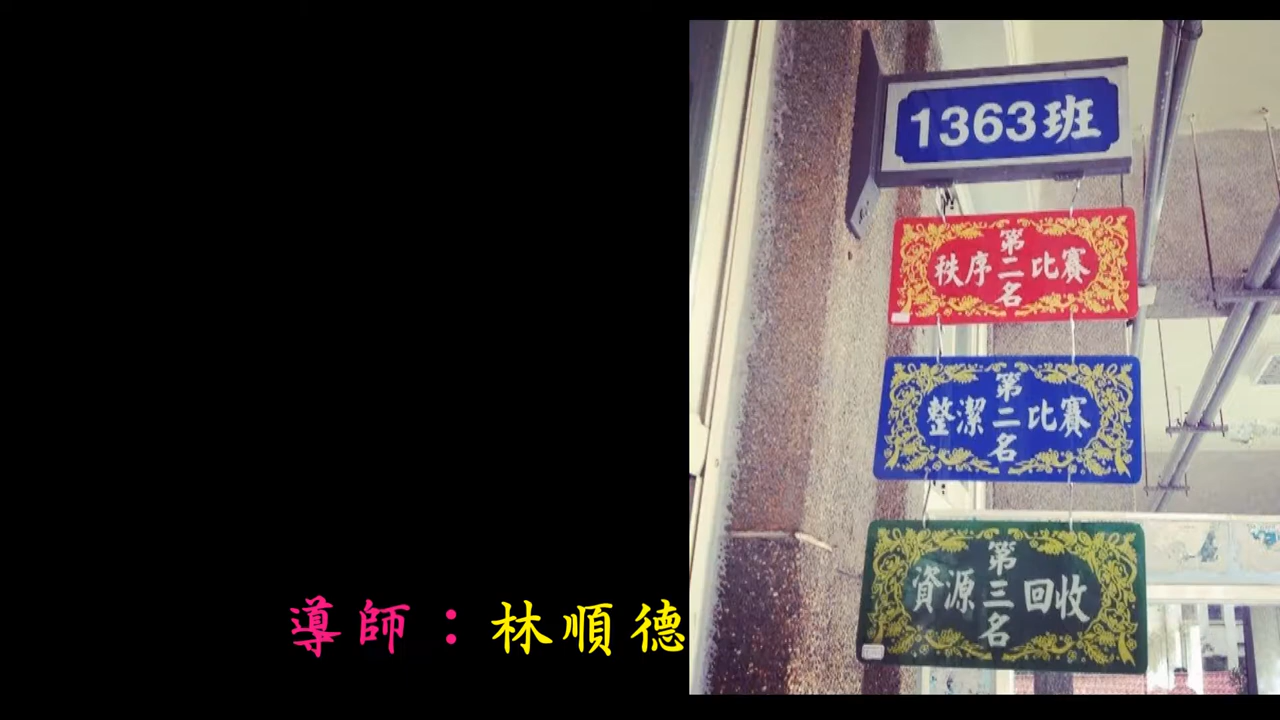 1363班
秩序第二名比賽
整潔第二名比賽
資源第三名回收
導師：林順德